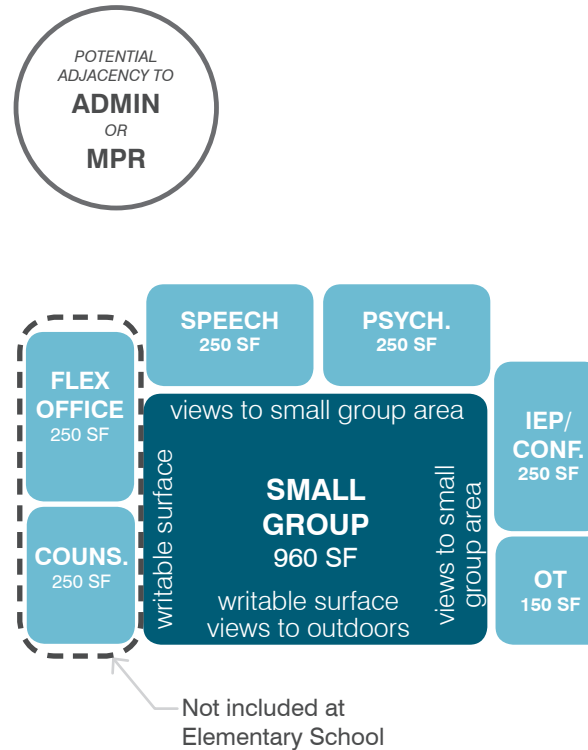 POTENTIAL
ADJACENCY TO
ADMIN
OR
MPR
SPEECH
250 SF
PSYCH.
250 SF
FLEX
OFFICE
250 SF
IEP/
CONF.
250 SF
views to small group area
writable surface
SMALL
GROUP
960 SF
views to small
group area
COUNS.
250 SF
OT
150 SF
writable surface
views to outdoors
Not included at
Elementary School